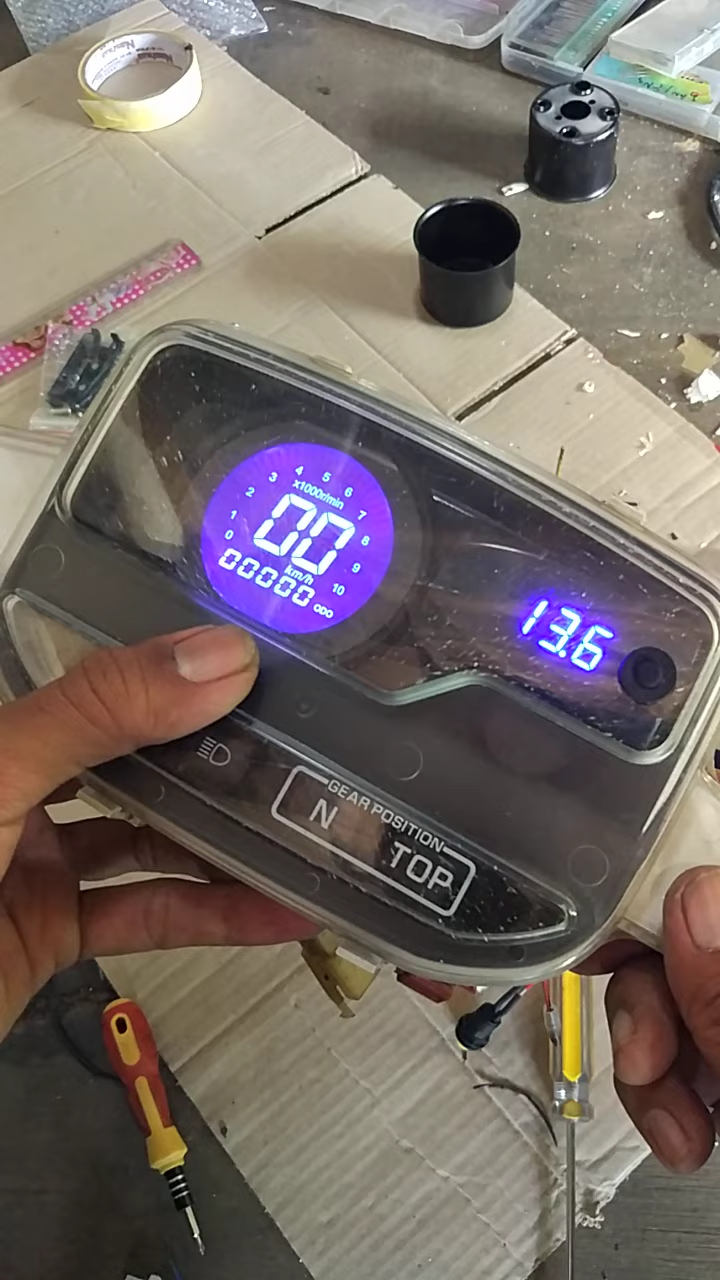 4 5 6
3 7
2 8
1 9
0 10
x1000r/min
00
km/h
00000 ODO
13.6
GEAR POSITION
N TOP